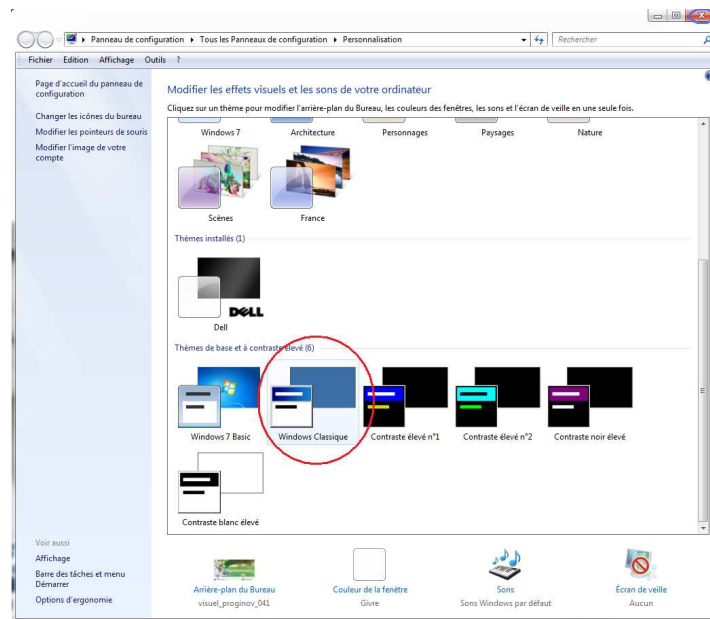 Panneau de configuration Tous les Panneaux de configuration Personnalisation
Rechercher
Fichier Edition Affichage Outils ?
Page d'accueil du panneau de
configuration
Changer les icônes du bureau
Modifier les pointeurs de souris
Modifier l'image de votre
compte
Modifier les effets visuels et les sons de votre ordinateur
Cliquez sur un thème pour modifier l'arrière-plan du Bureau, les couleurs des fenêtres, les sons et l'écran de veille en une seule fois.
Windows 7 Architecture Personnages Paysages Nature
Scènes France
Thèmes installés (1)
DELL
Dell
Thèmes de base et à contraste élevé (6)
Windows 7 Basic Windows Classique Contraste élevé n°1 Contraste élevé n°2 Contraste noir élevé
Contraste blanc élevé
Voir aussi
Affichage
Barre des tâches et menu
Démarrer
Options d'ergonomie
Arrière-plan du Bureau Couleur de la fenêtre Sons Écran de veille
visuel_proginov_041 Givre Sons Windows par défaut Aucun